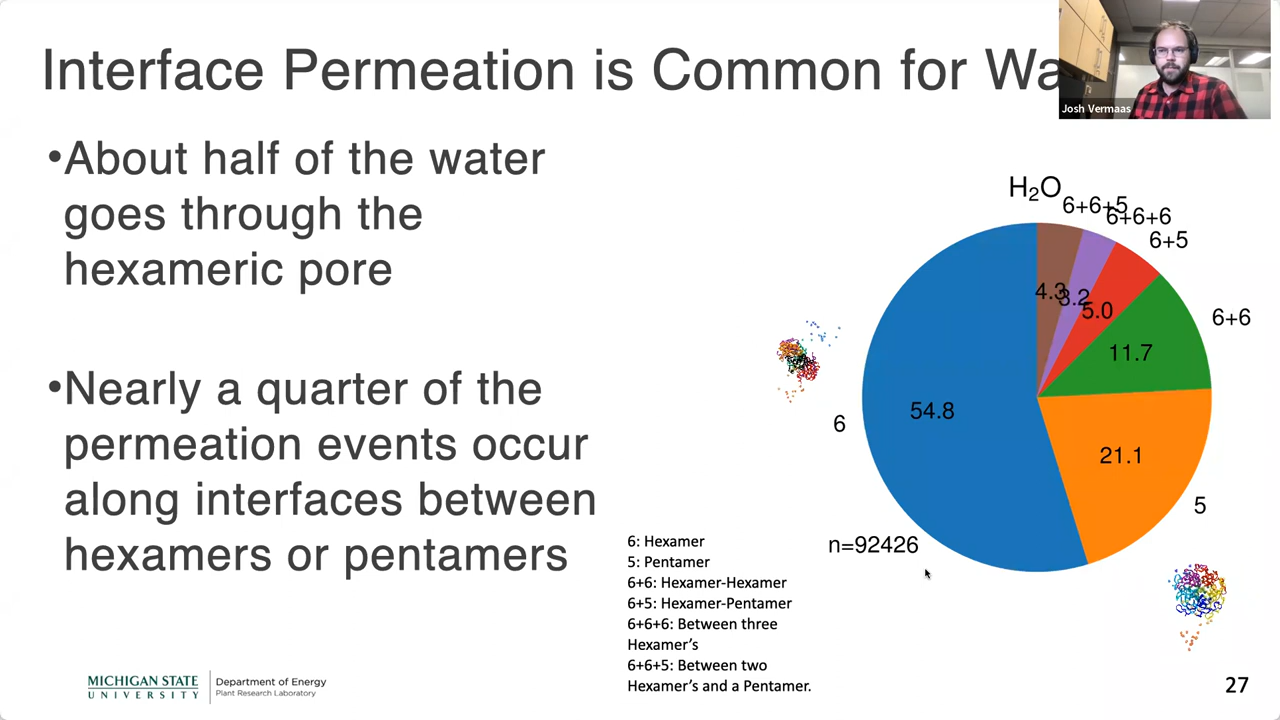 Interface Permeation is Common for Wa
Josh Vermaas
•About half of the water
goes through the
hexameric pore
•Nearly a quarter of the
permeation events occur
along interfaces between
hexamers or pentamers
H₂O
6+6+5
6+6+6
6+5
6+6
5
6
4.3
3.2
5.0
11.7
21.1
54.8
n=92426
6: Hexamer
5: Pentamer
6+6: Hexamer-Hexamer
6+5: Hexamer-Pentamer
6+6+6: Between three
Hexamer’s
6+6+5: Between two
Hexamer’s and a Pentamer.
MICHIGAN STATE
UNIVERSITY
Department of Energy
Plant Research Laboratory
27